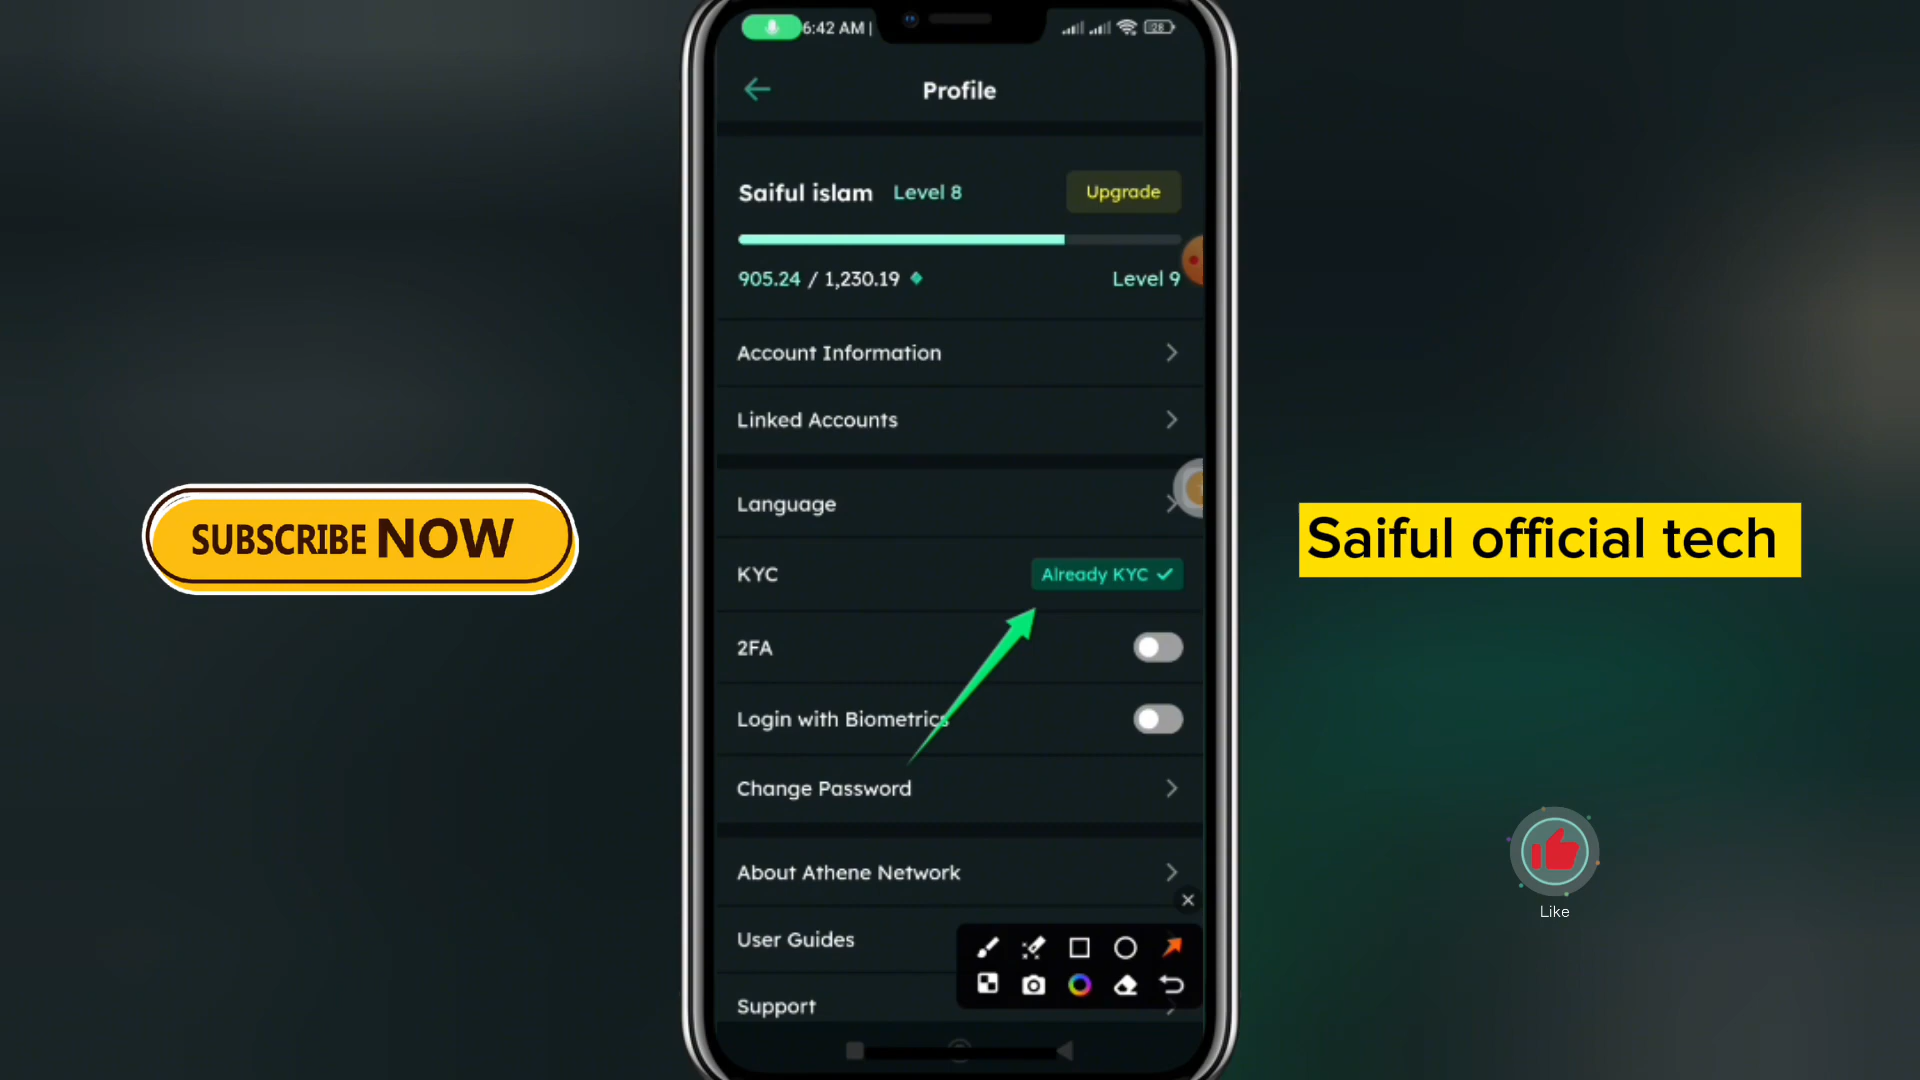 6:42 AM |
28
Profile
Saiful islam Level 8 Upgrade
905.24 / 1,230.19 Level 9
Account Information
Linked Accounts
Language
KYC Already KYC
2FA
Login with Biometrics
Change Password
About Athene Network
User Guides
Support
SUBSCRIBE NOW
Saiful official tech
Like